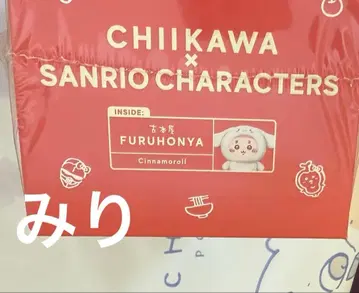 CHIIKAWA
×
SANRIO CHARACTERS
INSIDE:
古本屋
FURUHONYA
Cinnamoroll
みり